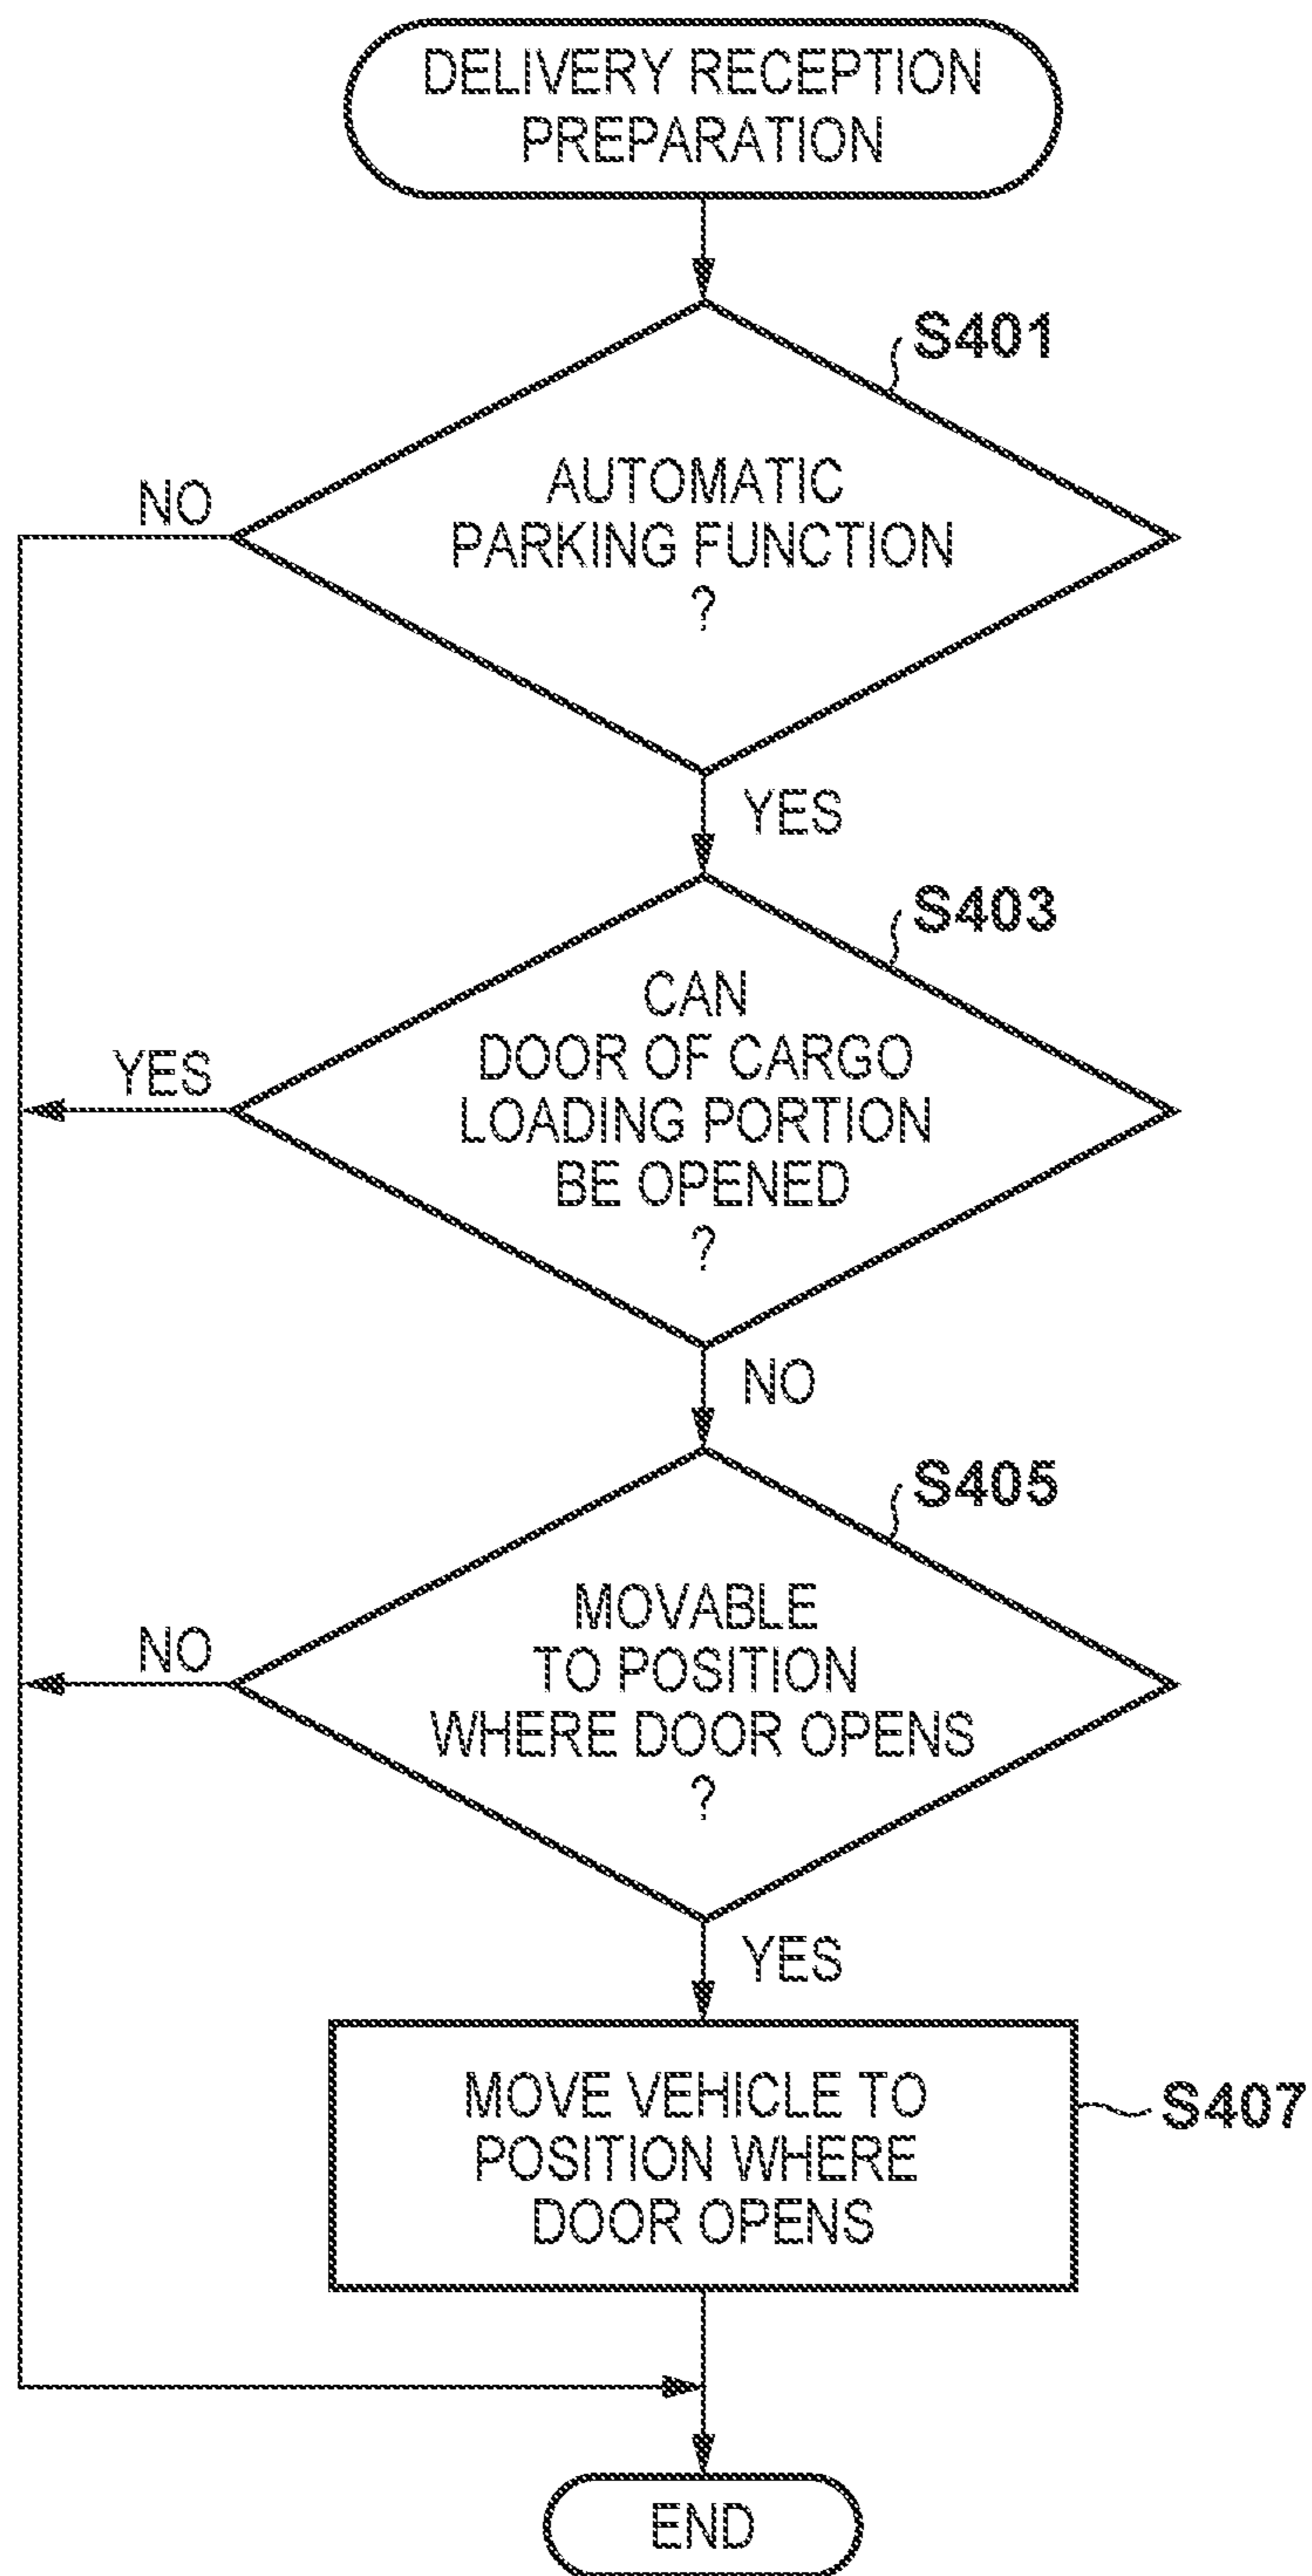 DELIVERY RECEPTION
PREPARATION
S401
AUTOMATIC
PARKING FUNCTION
?
NO
YES
S403
CAN
DOOR OF CARGO
LOADING PORTION
BE OPENED
?
YES
NO
S405
MOVABLE
TO POSITION
WHERE DOOR OPENS
?
NO
YES
MOVE VEHICLE TO
POSITION WHERE
DOOR OPENS
S407
END